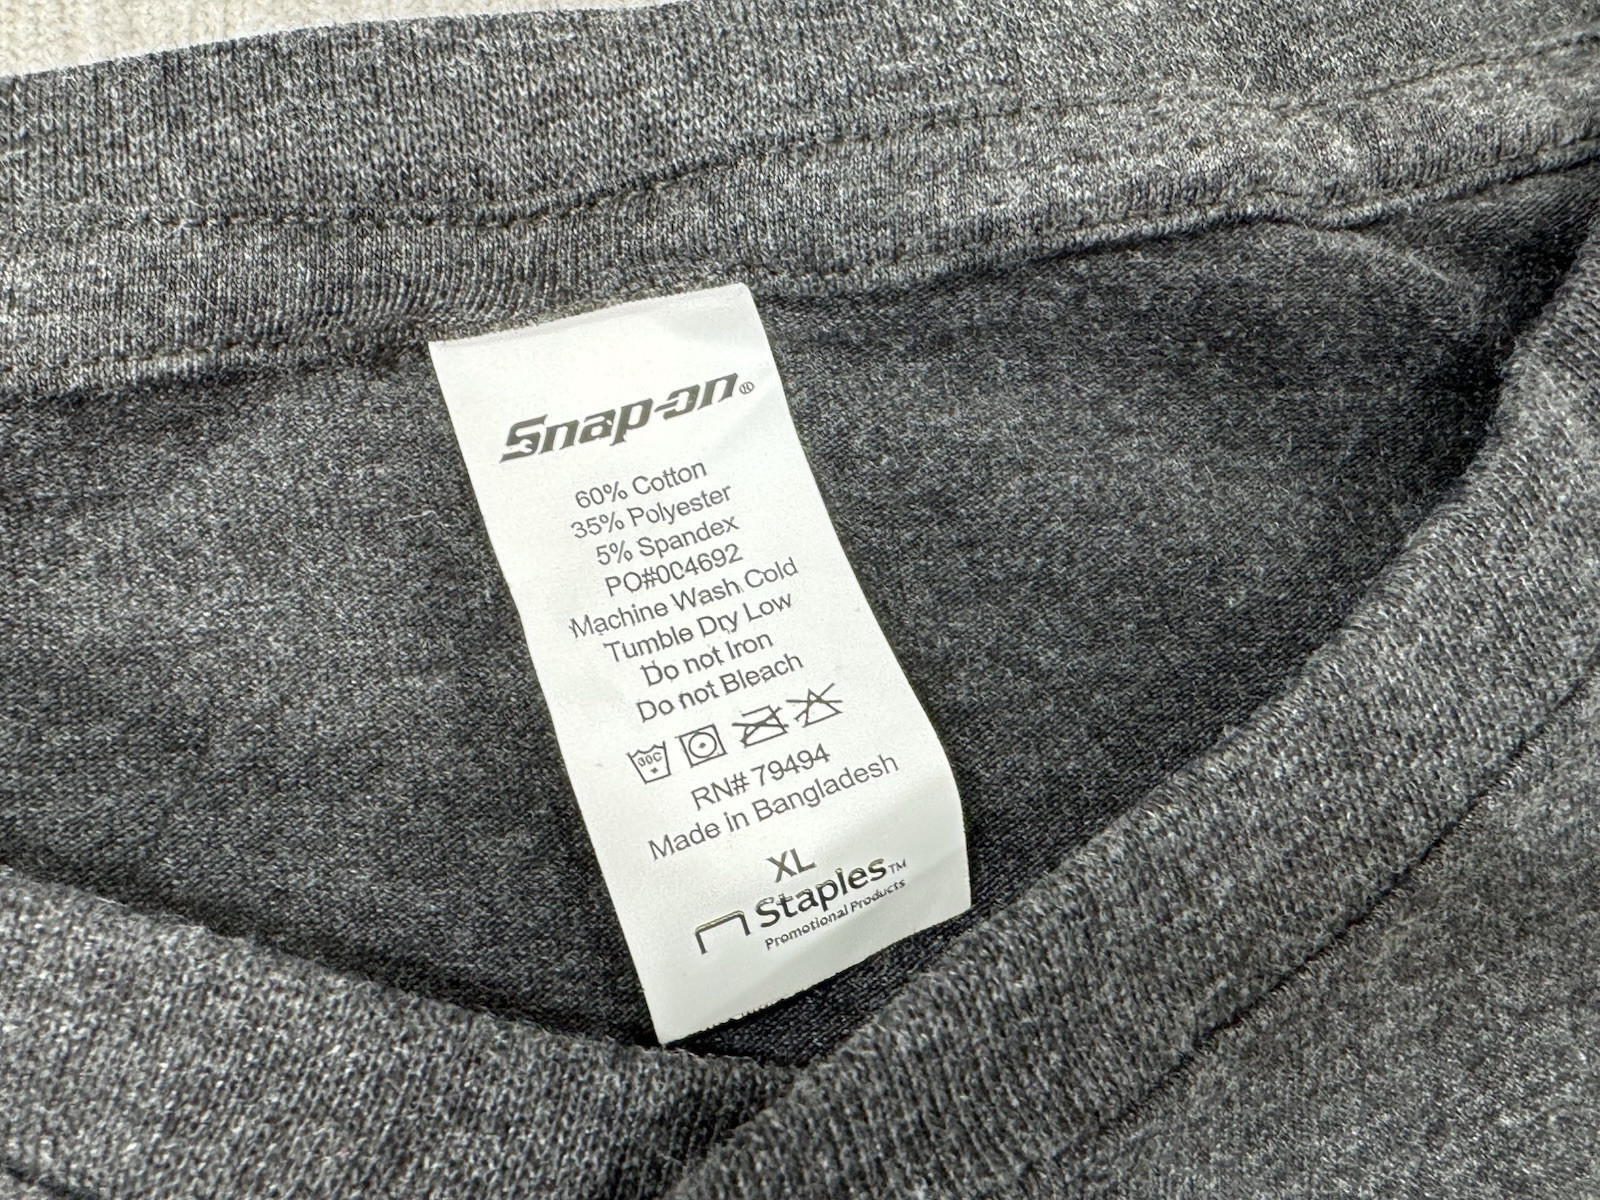 Snap-on®
60% Cotton
35% Polyester
5% Spandex
PO#004692
Machine Wash Cold
Tumble Dry Low
Do not Iron
Do not Bleach
30C
RN# 79494
Made in Bangladesh
XL
Staples™
Promotional Products